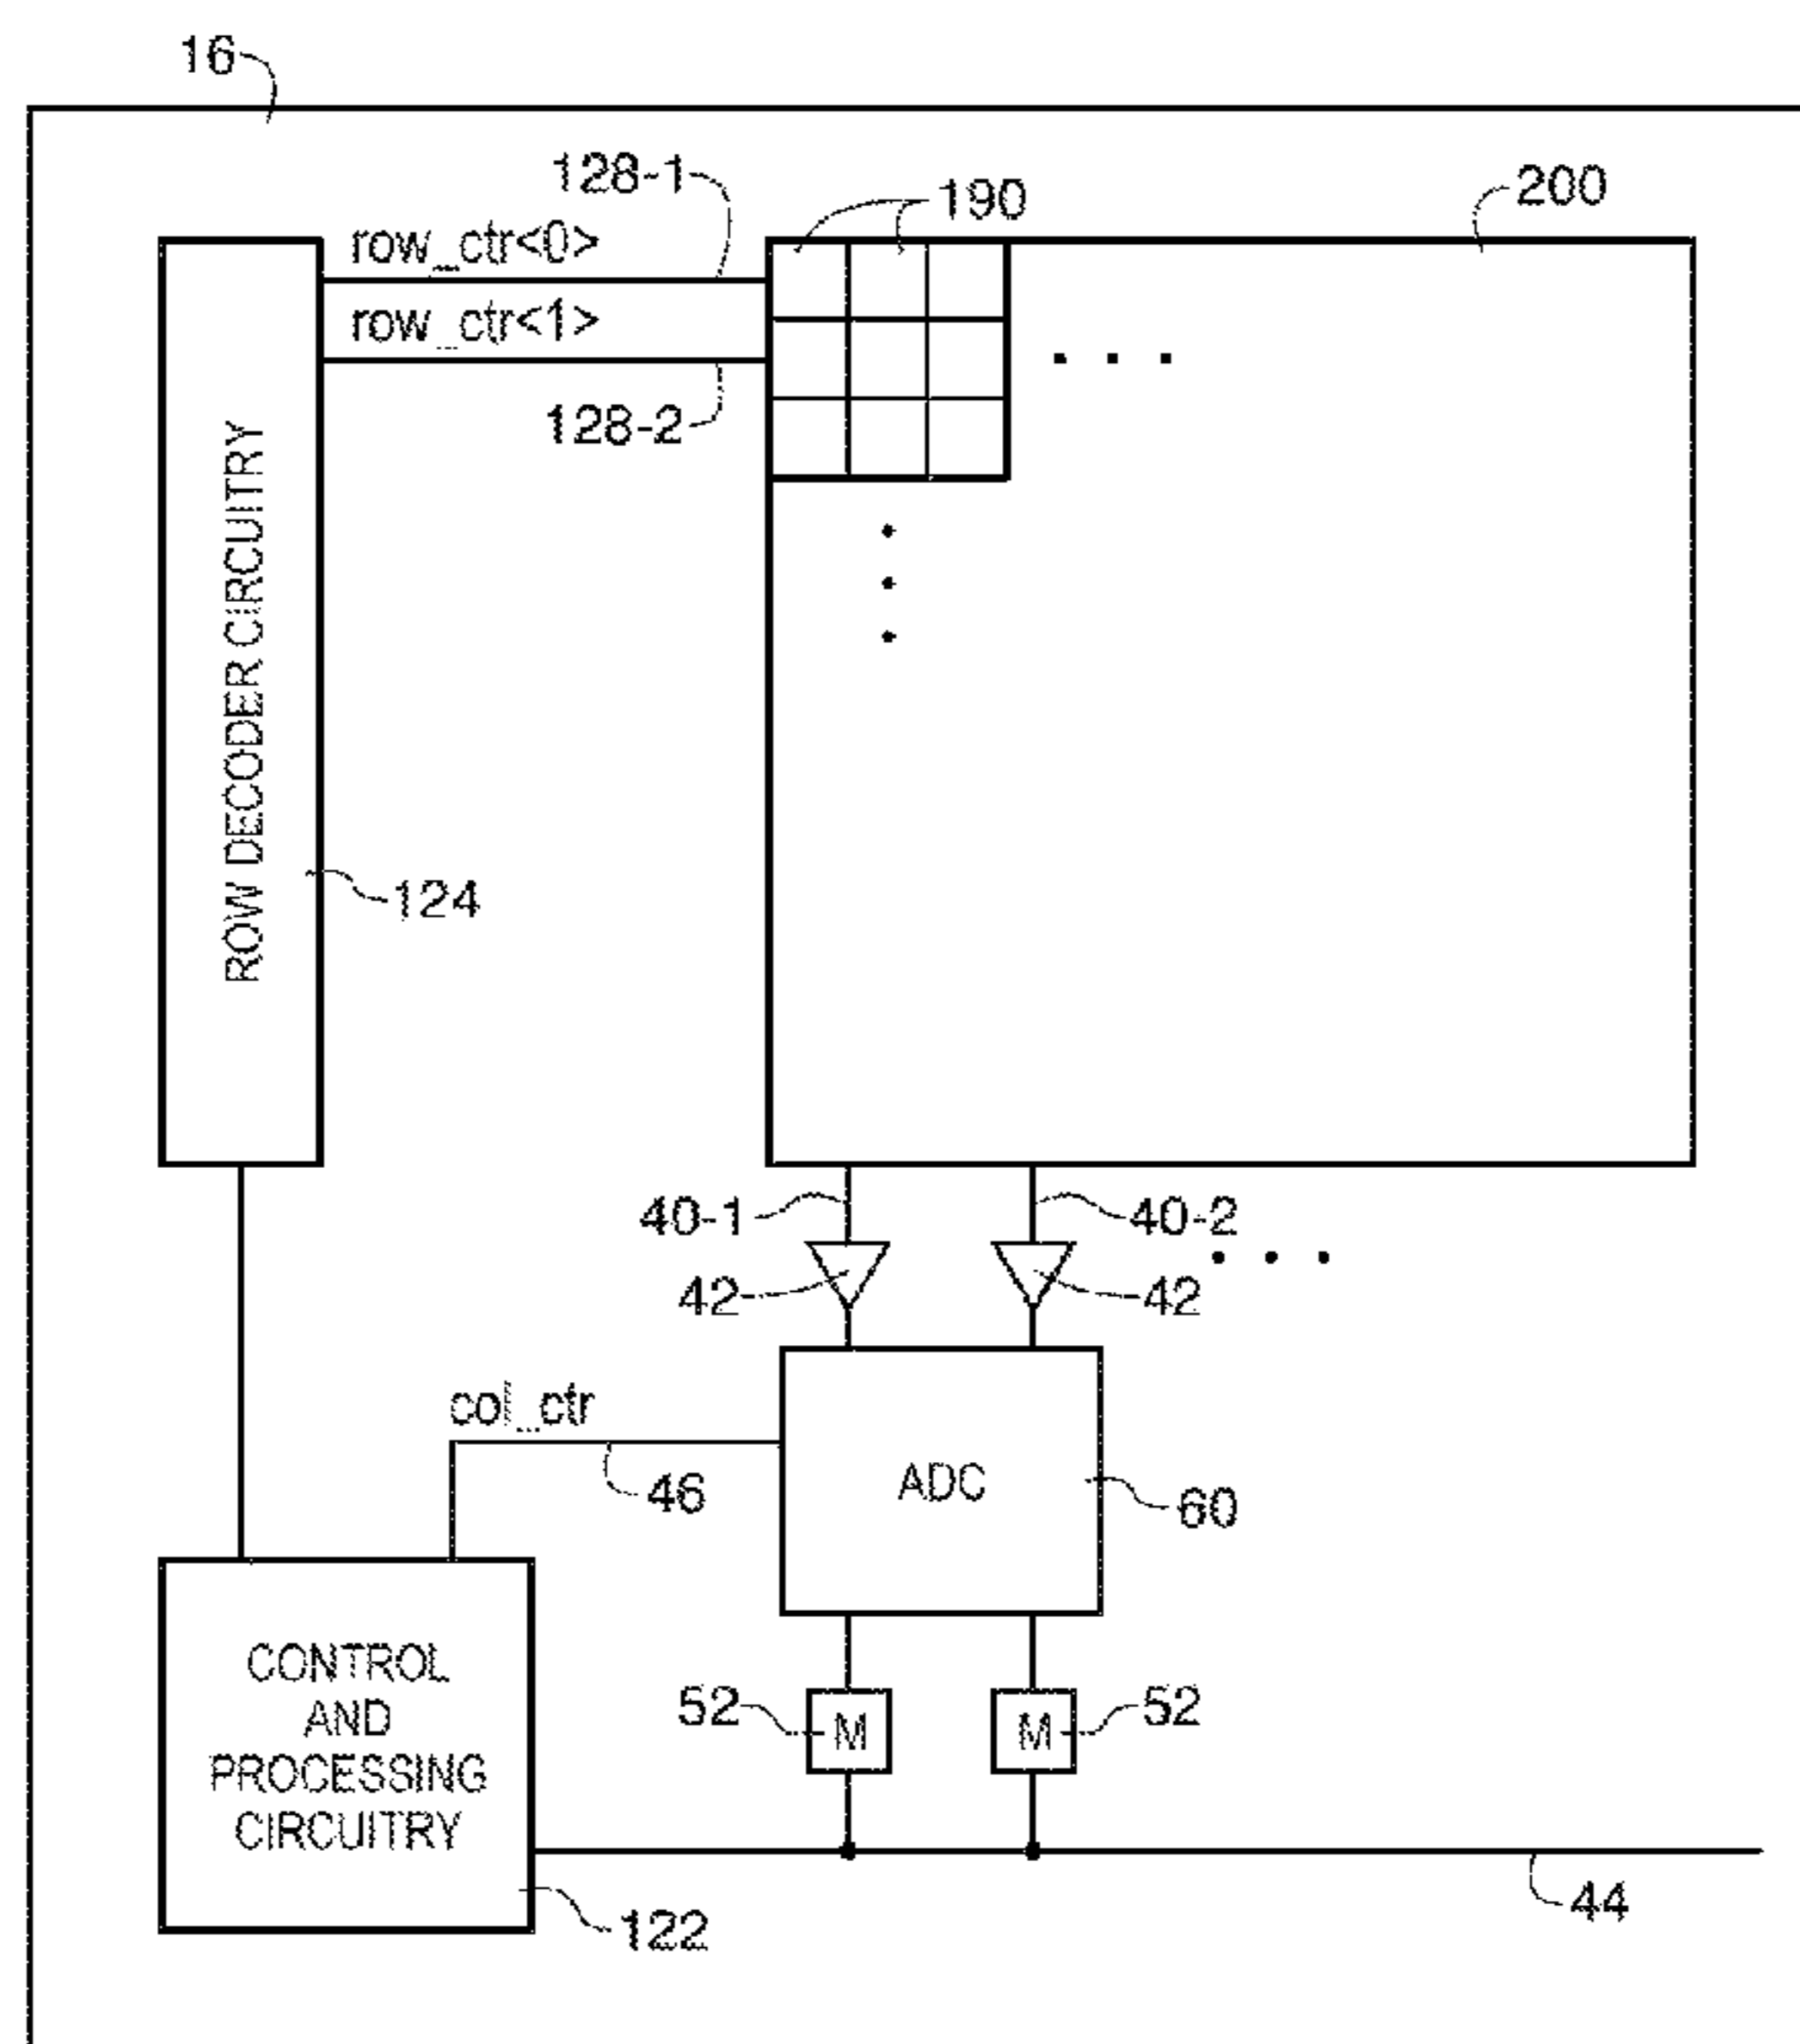 16
128-1
190
200
row_ctr<0>
row_ctr<1>
128-2
ROW DECODER CIRCUITRY
124
40-1
40-2
42
42
col_ctr
46
ADC
60
CONTROL
AND
PROCESSING
CIRCUITRY
52
M
M
52
122
44